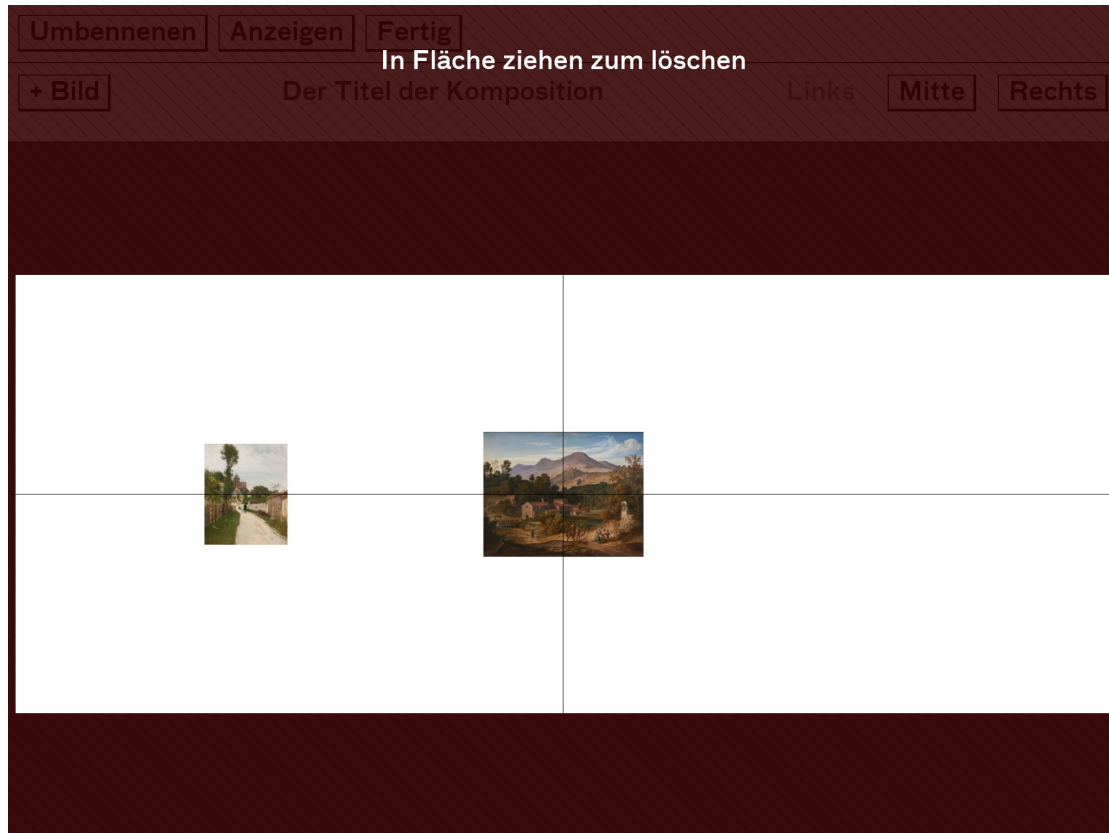 Umbennenen Anzeigen Fertig
In Fläche ziehen zum löschen
+ Bild Der Titel der Komposition Links Mitte Rechts